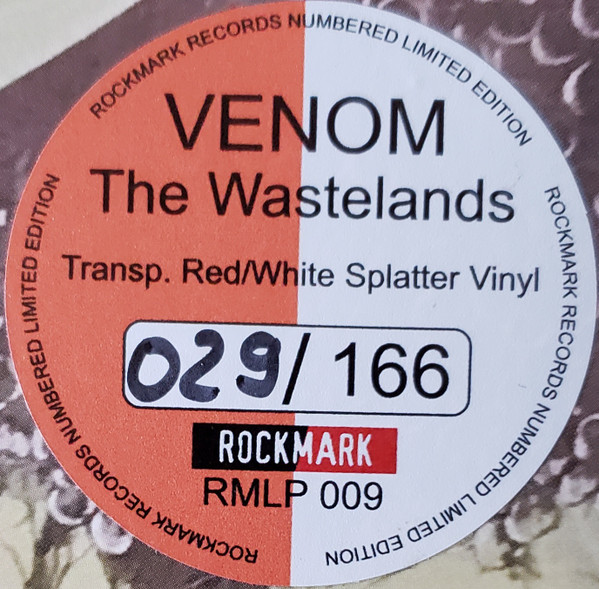 ROCKMARK RECORDS NUMBERED LIMITED EDITION
VENOM
The Wastelands
Transp. Red/White Splatter Vinyl
029/ 166
ROCKMARK
RMLP 009
ROCKMARK RECORDS NUMBERED LIMITED EDITION
ROCKMARK RECORDS NUMBERED LIMITED EDITION